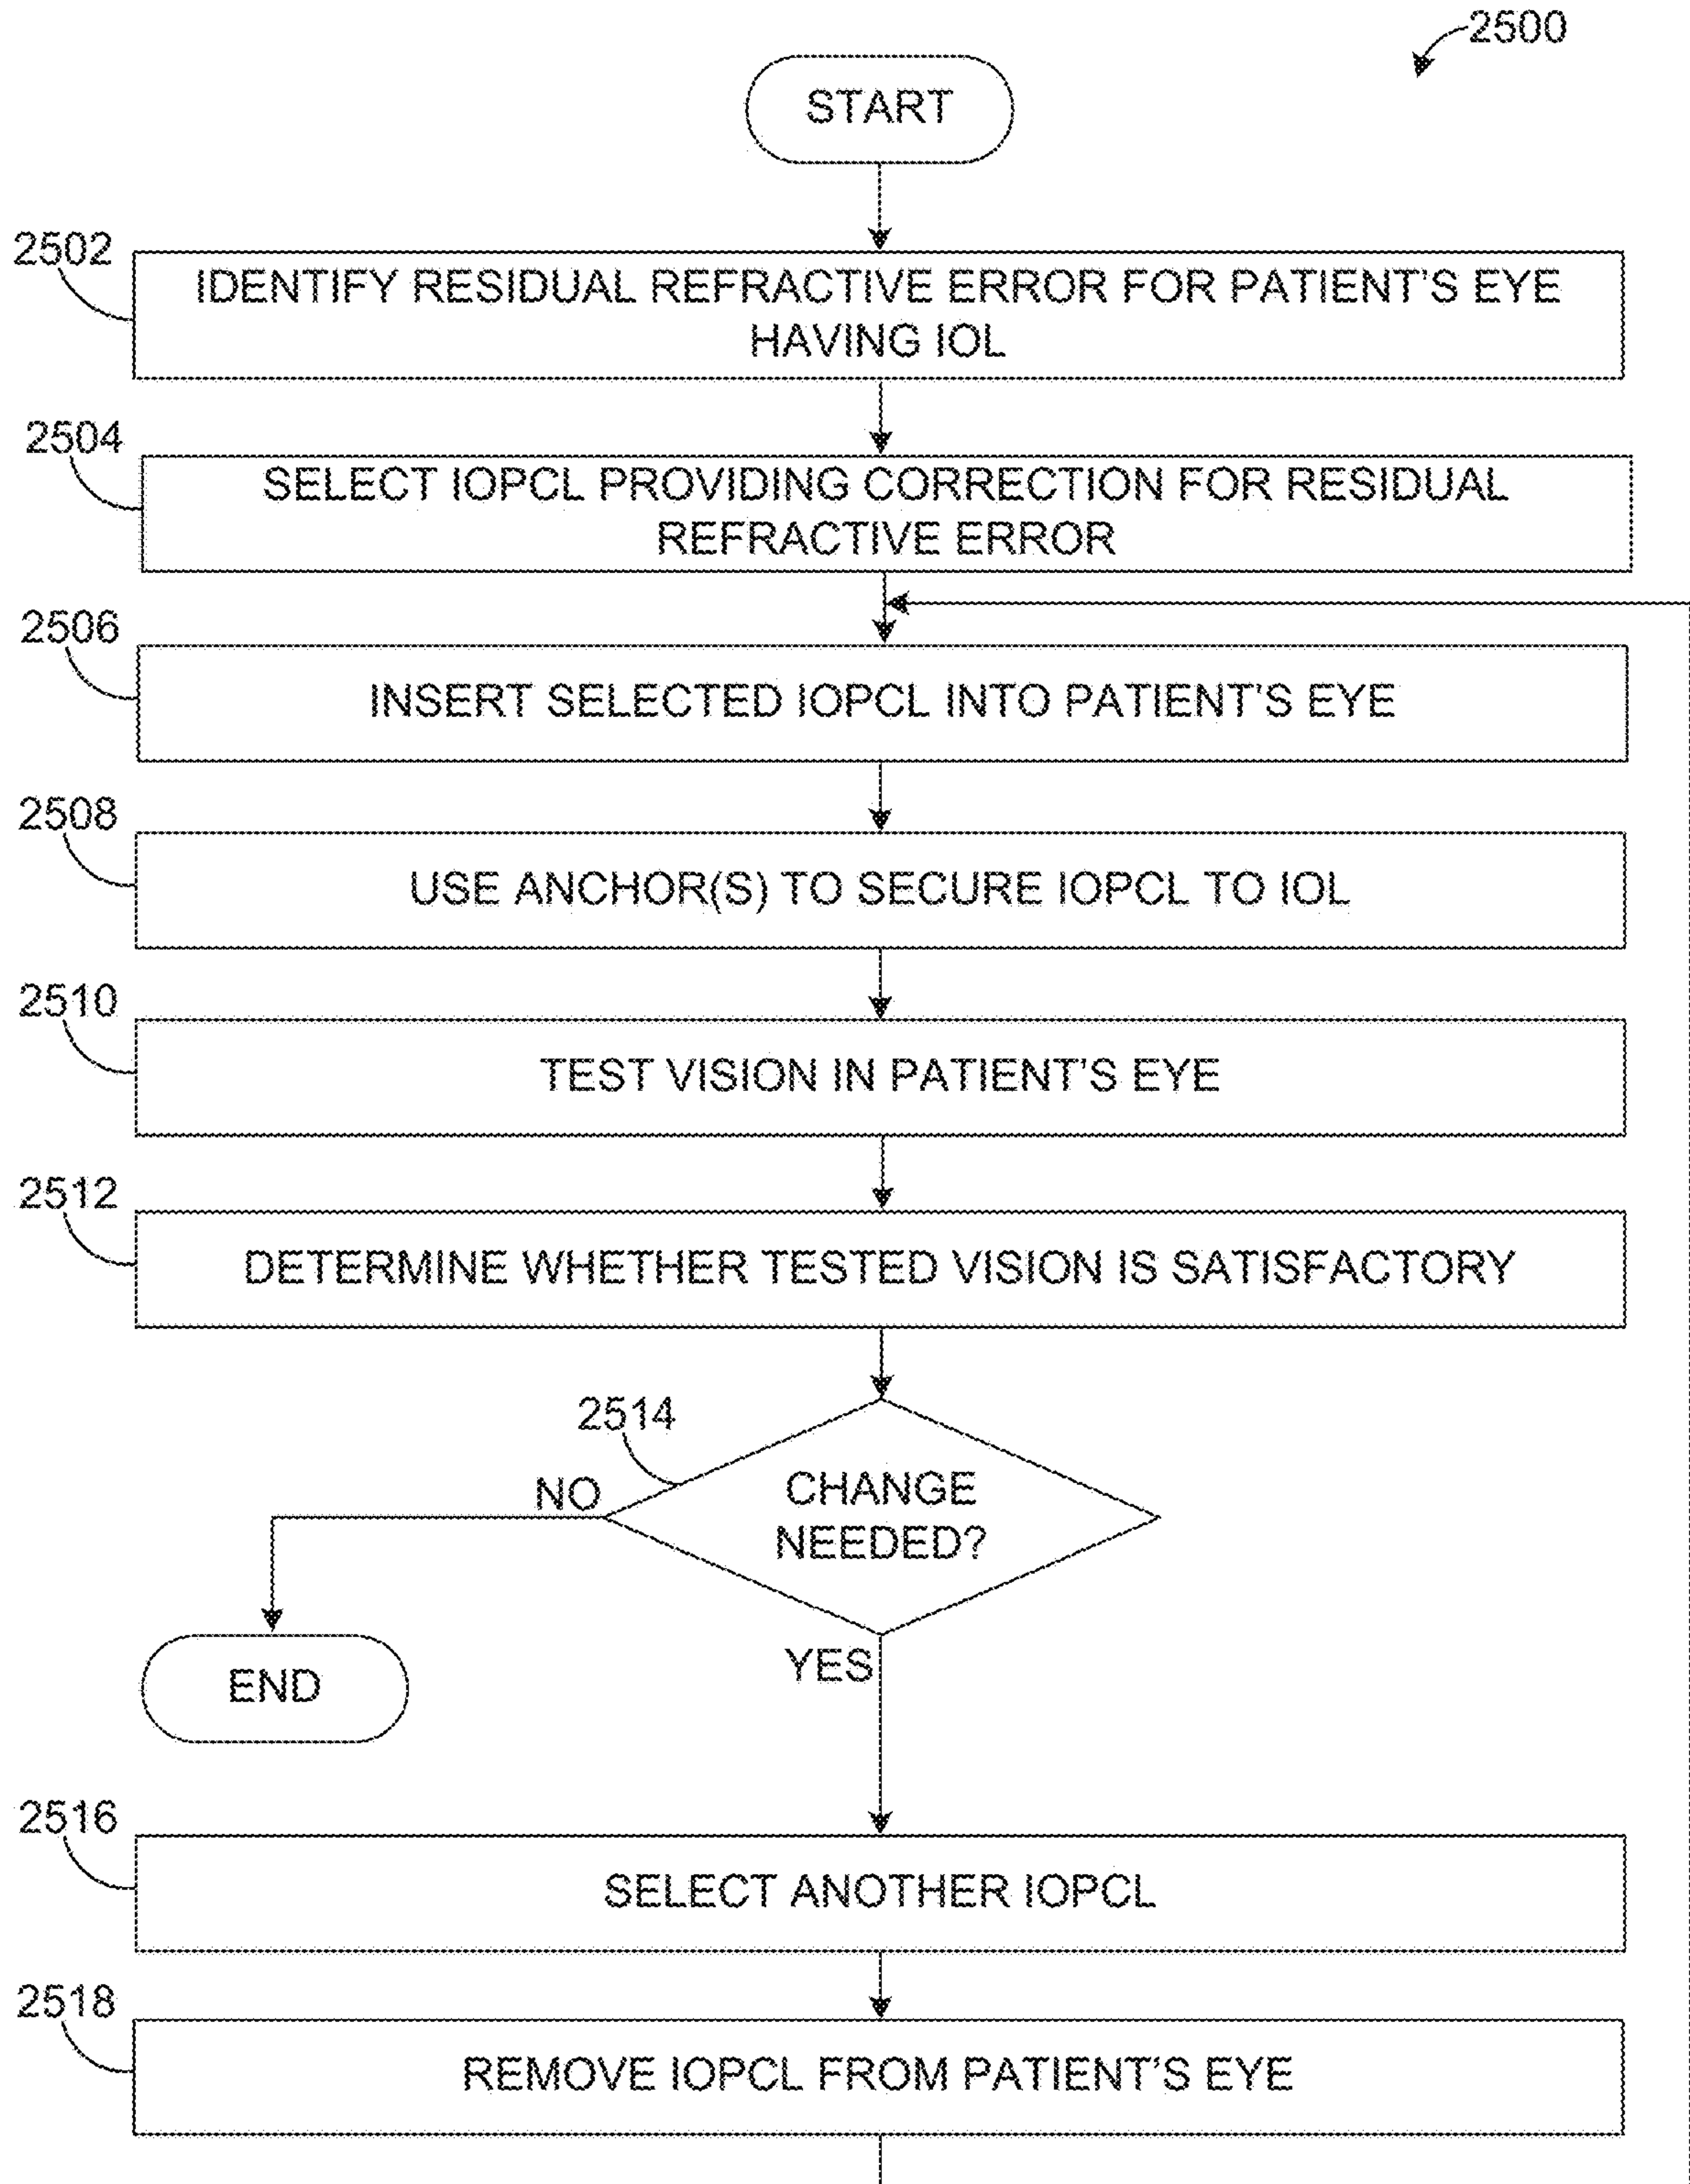 2500
START
2502
IDENTIFY RESIDUAL REFRACTIVE ERROR FOR PATIENT'S EYE
HAVING IOL
2504
SELECT IOPCL PROVIDING CORRECTION FOR RESIDUAL
REFRACTIVE ERROR
2506
INSERT SELECTED IOPCL INTO PATIENT'S EYE
2508
USE ANCHOR(S) TO SECURE IOPCL TO IOL
2510
TEST VISION IN PATIENT'S EYE
2512
DETERMINE WHETHER TESTED VISION IS SATISFACTORY
2514
NO
CHANGE
NEEDED?
END
YES
2516
SELECT ANOTHER IOPCL
2518
REMOVE IOPCL FROM PATIENT'S EYE